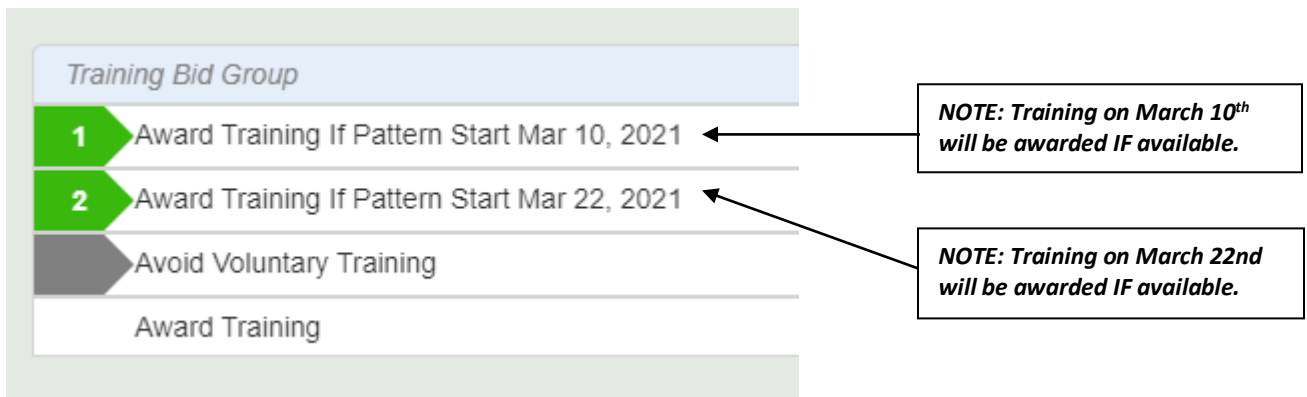 Training Bid Group
1 Award Training If Pattern Start Mar 10, 2021
NOTE: Training on March 10th
will be awarded IF available.
2 Award Training If Pattern Start Mar 22, 2021
Avoid Voluntary Training
NOTE: Training on March 22nd
will be awarded IF available.
Award Training